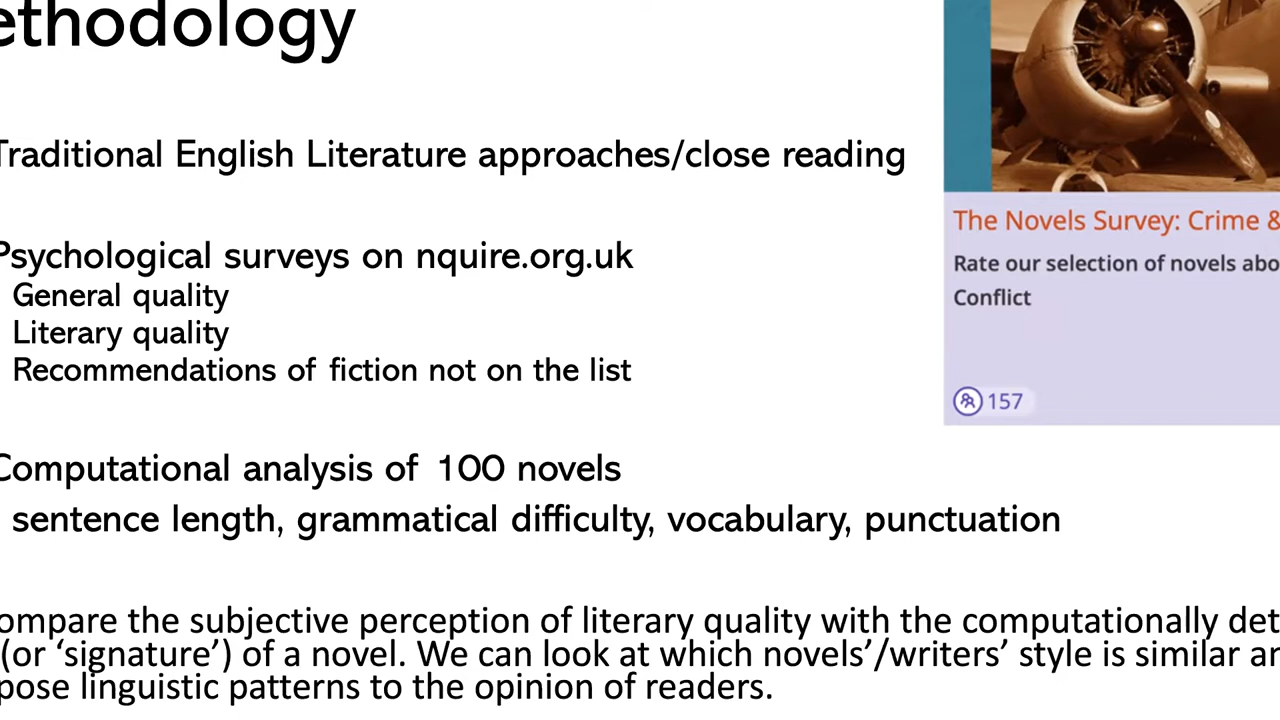 ethodology
Traditional English Literature approaches/close reading
Psychological surveys on nquire.org.uk
General quality
Literary quality
Recommendations of fiction not on the list
The Novels Survey: Crime &
Rate our selection of novels abo
Conflict
157
Computational analysis of 100 novels
sentence length, grammatical difficulty, vocabulary, punctuation
ompare the subjective perception of literary quality with the computationally det
(or ‘signature’) of a novel. We can look at which novels’/writers’ style is similar an
pose linguistic patterns to the opinion of readers.